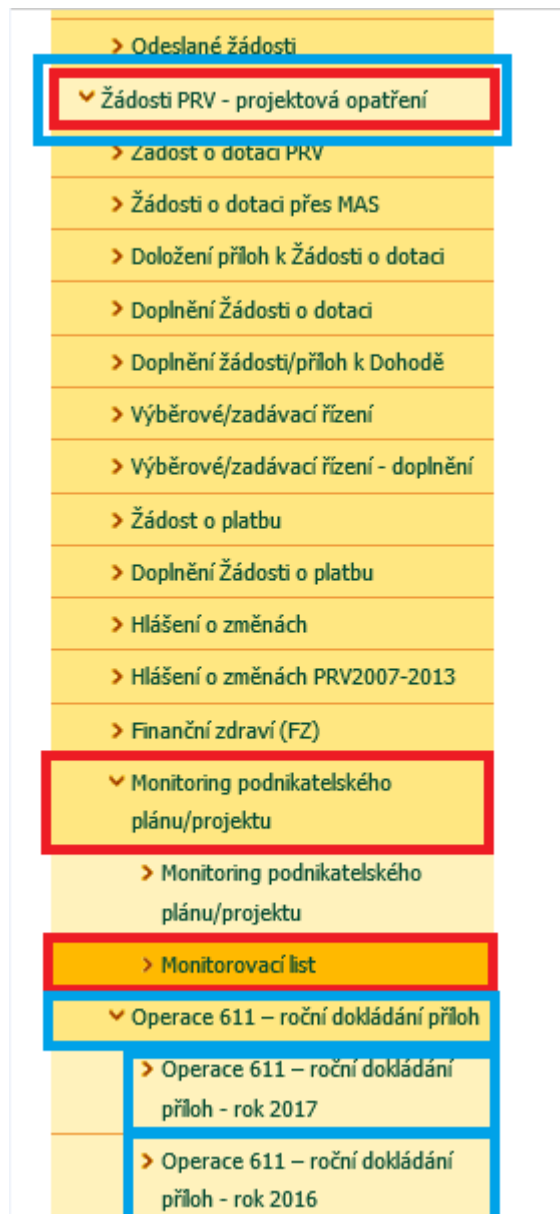 Odeslané žádosti
Žádosti PRV - projektová opatření
Žádost o dotaci PRV
Žádosti o dotaci přes MAS
Doložení příloh k Žádosti o dotaci
Doplnění Žádosti o dotaci
Doplnění žádosti/příloh k Dohodě
Výběrové/zadávací řízení
Výběrové/zadávací řízení - doplnění
Žádost o platbu
Doplnění Žádosti o platbu
Hlášení o změnách
Hlášení o změnách PRV2007-2013
Finanční zdraví (FZ)
Monitoring podnikatelského
plánu/projektu
Monitoring podnikatelského
plánu/projektu
Monitorovací list
Operace 611 – roční dokládání příloh
Operace 611 – roční dokládání
příloh - rok 2017
Operace 611 – roční dokládání
příloh - rok 2016